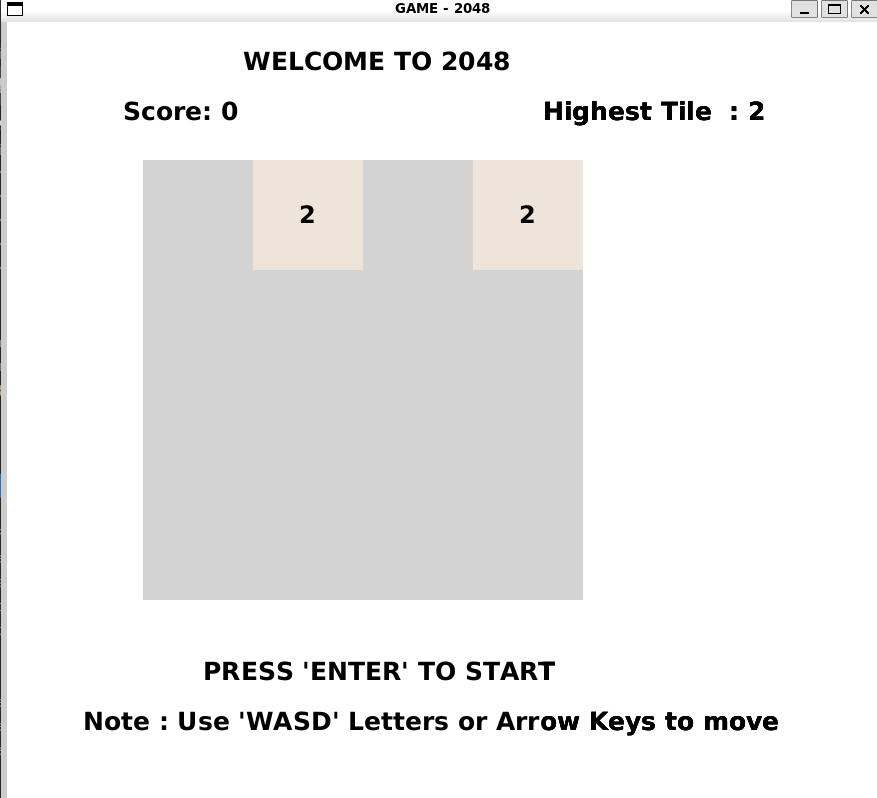 GAME - 2048
WELCOME TO 2048
Score: 0 Highest Tile  : 2
2 2
PRESS 'ENTER' TO START
Note : Use 'WASD' Letters or Arrow Keys to move